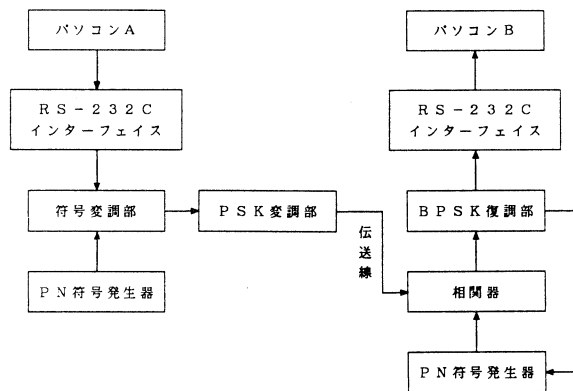 パソコンA
パソコンB
RS-232C
インターフェイス
RS-232C
インターフェイス
符号変調部
PSK変調部
BPSK復調部
伝送線
PN符号発生器
相関器
PN符号発生器